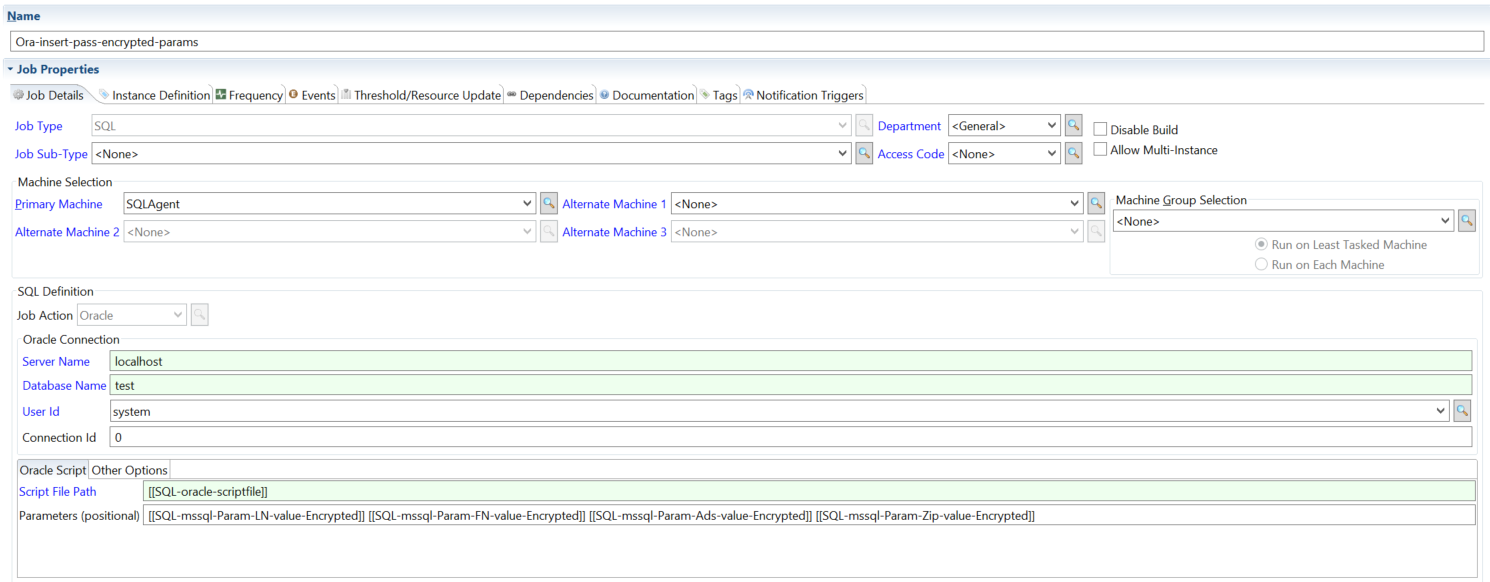 Name
Ora-insert-pass-encrypted-params
Job Properties
Job Details Instance Definition Frequency Events Threshold/Resource Update Dependencies Documentation Tags Notification Triggers
Job Type SQL Department <General> Disable Build
Job Sub-Type <None> Access Code <None> Allow Multi-Instance
Machine Selection
Primary Machine SQLAgent Alternate Machine 1 <None> Machine Group Selection
<None>
Alternate Machine 2 <None> Alternate Machine 3 <None>
Run on Least Tasked Machine
Run on Each Machine
SQL Definition
Job Action Oracle
Oracle Connection
Server Name localhost
Database Name test
User Id system
Connection Id 0
Oracle Script Other Options
Script File Path [[SQL-oracle-scriptfile]]
Parameters (positional) [[SQL-mssql-Param-LN-value-Encrypted]] [[SQL-mssql-Param-FN-value-Encrypted]] [[SQL-mssql-Param-Ads-value-Encrypted]] [[SQL-mssql-Param-Zip-value-Encrypted]]